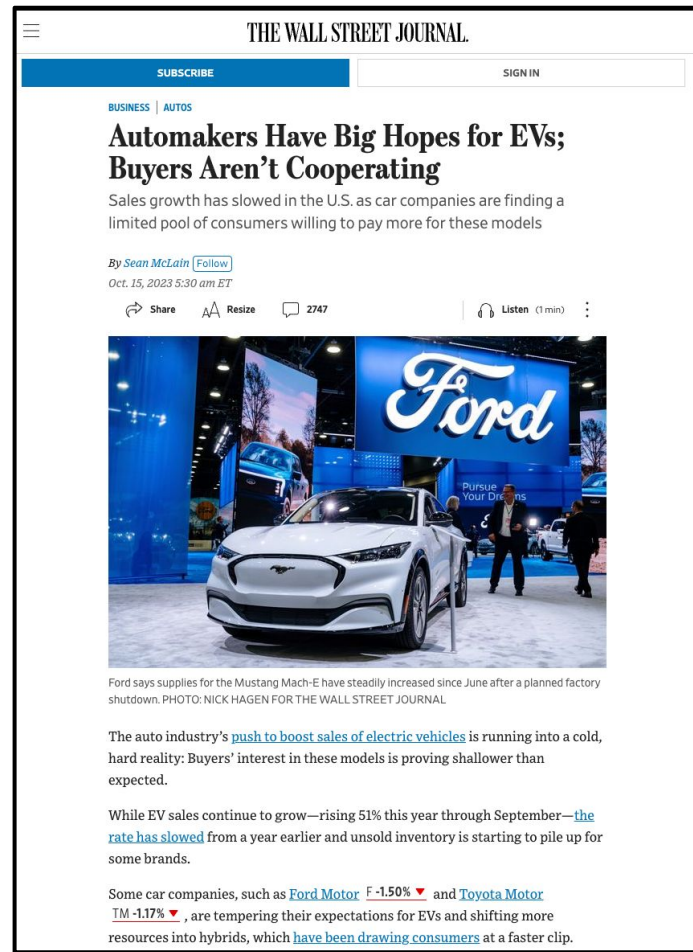 THE WALL STREET JOURNAL.
SUBSCRIBE
SIGN IN
BUSINESS | AUTOS
Automakers Have Big Hopes for EVs;
Buyers Aren’t Cooperating
Sales growth has slowed in the U.S. as car companies are finding a
limited pool of consumers willing to pay more for these models
By Sean McLain Follow
Oct. 15, 2023 5:30 am ET
Share AA Resize 2747 Listen (1 min)
Ford
Pursue
Ford says supplies for the Mustang Mach-E have steadily increased since June after a planned factory
shutdown. PHOTO: NICK HAGEN FOR THE WALL STREET JOURNAL
The auto industry’s push to boost sales of electric vehicles is running into a cold,
hard reality: Buyers’ interest in these models is proving shallower than
expected.
While EV sales continue to grow—rising 51% this year through September—the
rate has slowed from a year earlier and unsold inventory is starting to pile up for
some brands.
Some car companies, such as Ford Motor F -1.50% ▼ and Toyota Motor
TM -1.17% ▼ , are tempering their expectations for EVs and shifting more
resources into hybrids, which have been drawing consumers at a faster clip.